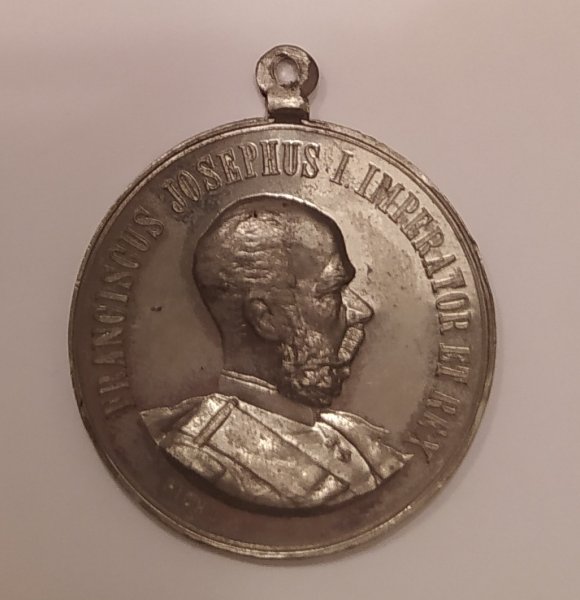 FRANCISCUS JOSEPHUS I. IMPERATOR ET REX